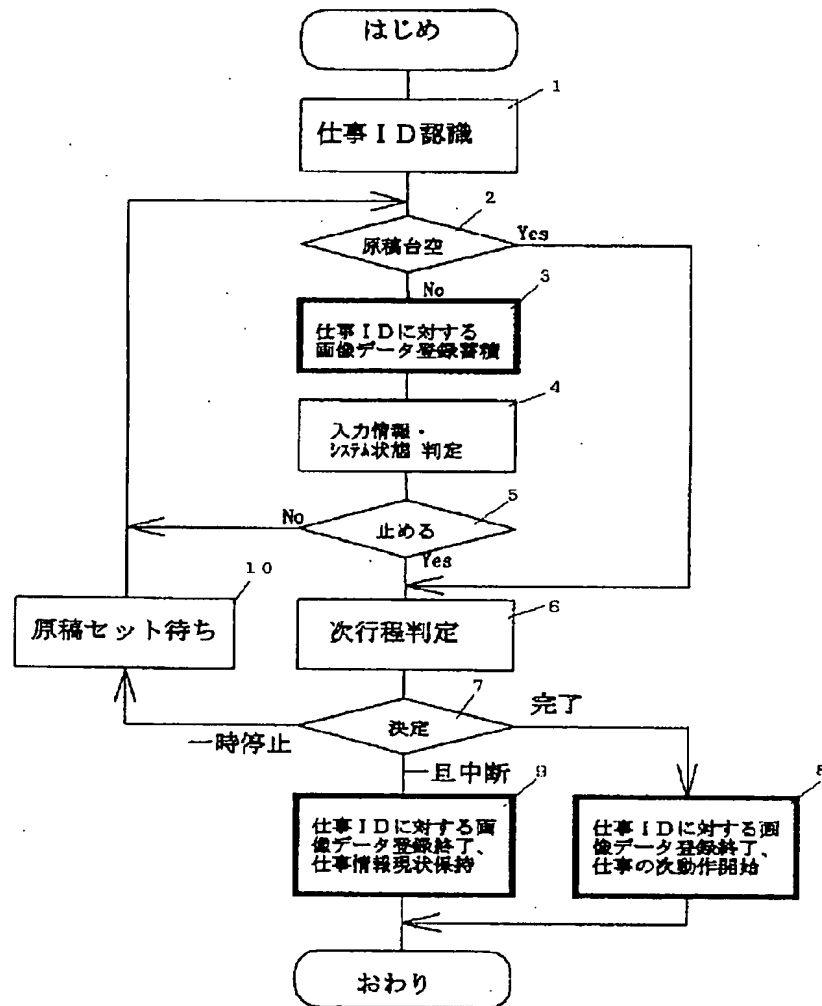 はじめ
1
仕事ID認識
2
原稿台空
Yes
No
3
仕事IDに対する
画像データ登録蓄積
4
入力情報・
システム状態 判定
5
止める
No
Yes
10
原稿セット待ち
6
次行程判定
7
決定
完了
一時停止
一旦中断
9
仕事IDに対する画
像データ登録終了、
仕事情報現状保持
8
仕事IDに対する画
像データ登録終了、
仕事の次動作開始
おわり